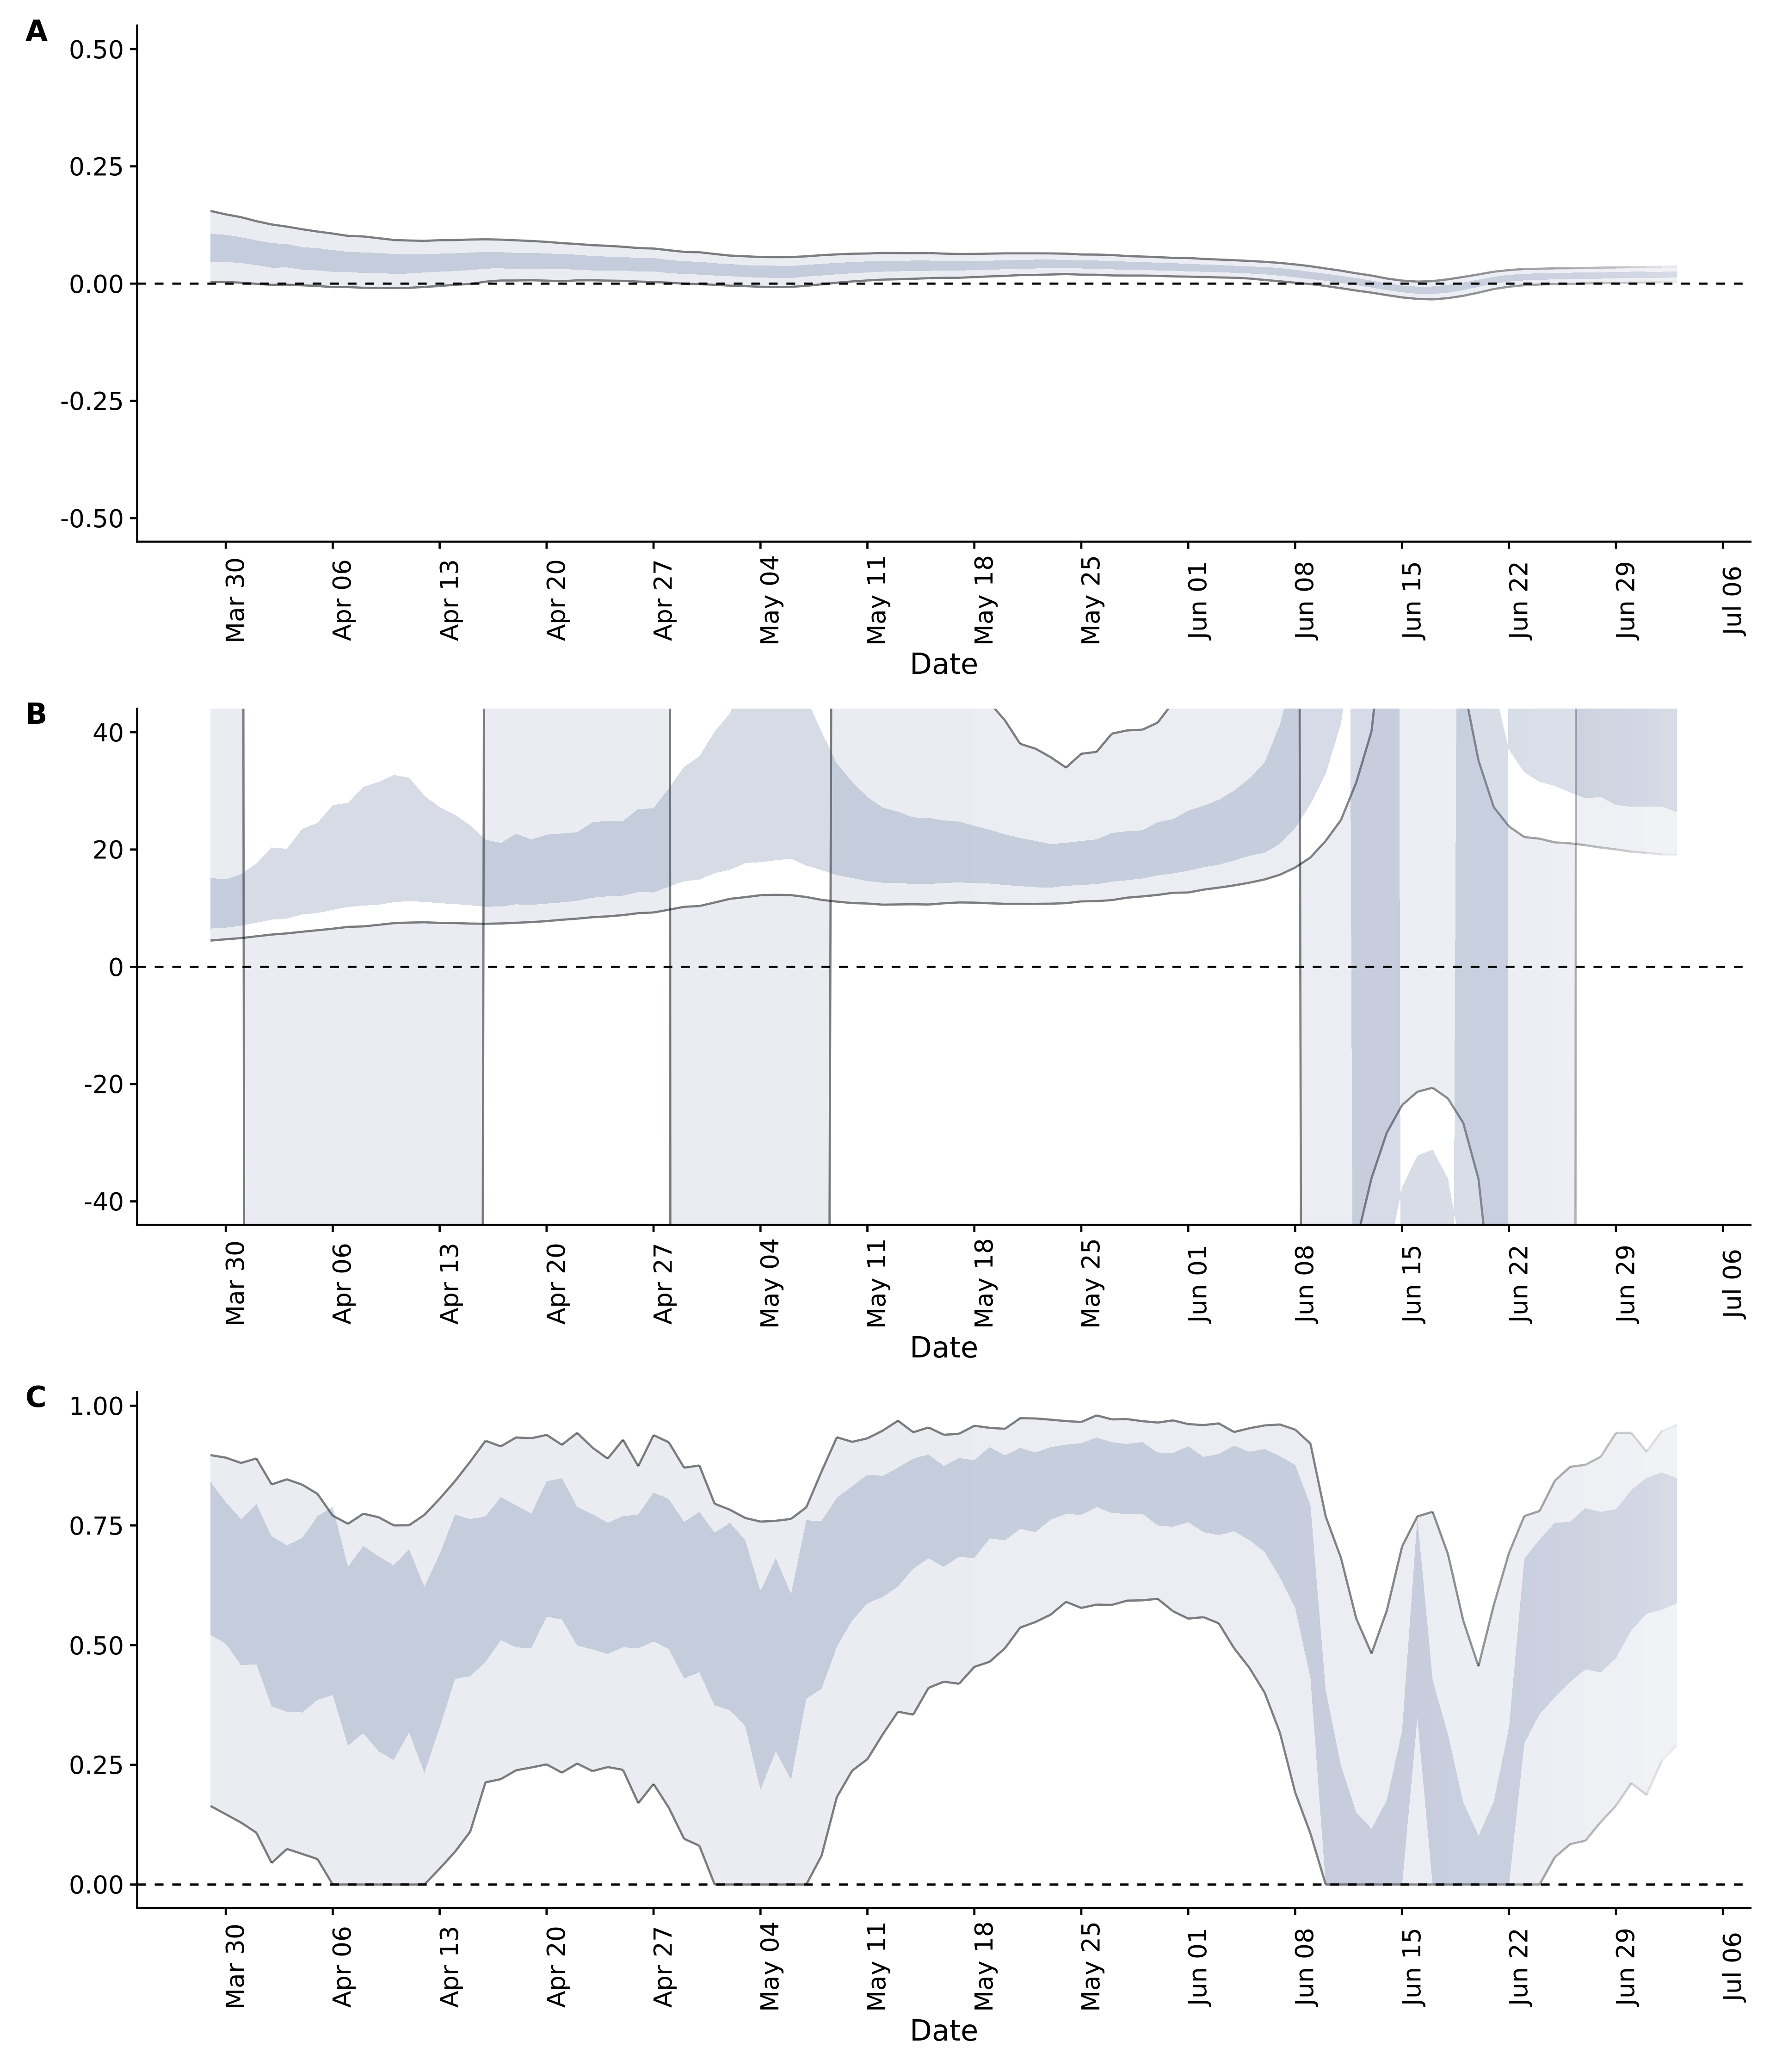 A
0.50
0.25
0.00
-0.25
-0.50
Mar 30
Apr 06
Apr 13
Apr 20
Apr 27
May 04
May 11
May 18
May 25
Jun 01
Jun 08
Jun 15
Jun 22
Jun 29
Jul 06
Date
B
40
20
0
-20
-40
Mar 30
Apr 06
Apr 13
Apr 20
Apr 27
May 04
May 11
May 18
May 25
Jun 01
Jun 08
Jun 15
Jun 22
Jun 29
Jul 06
Date
C
1.00
0.75
0.50
0.25
0.00
Mar 30
Apr 06
Apr 13
Apr 20
Apr 27
May 04
May 11
May 18
May 25
Jun 01
Jun 08
Jun 15
Jun 22
Jun 29
Jul 06
Date